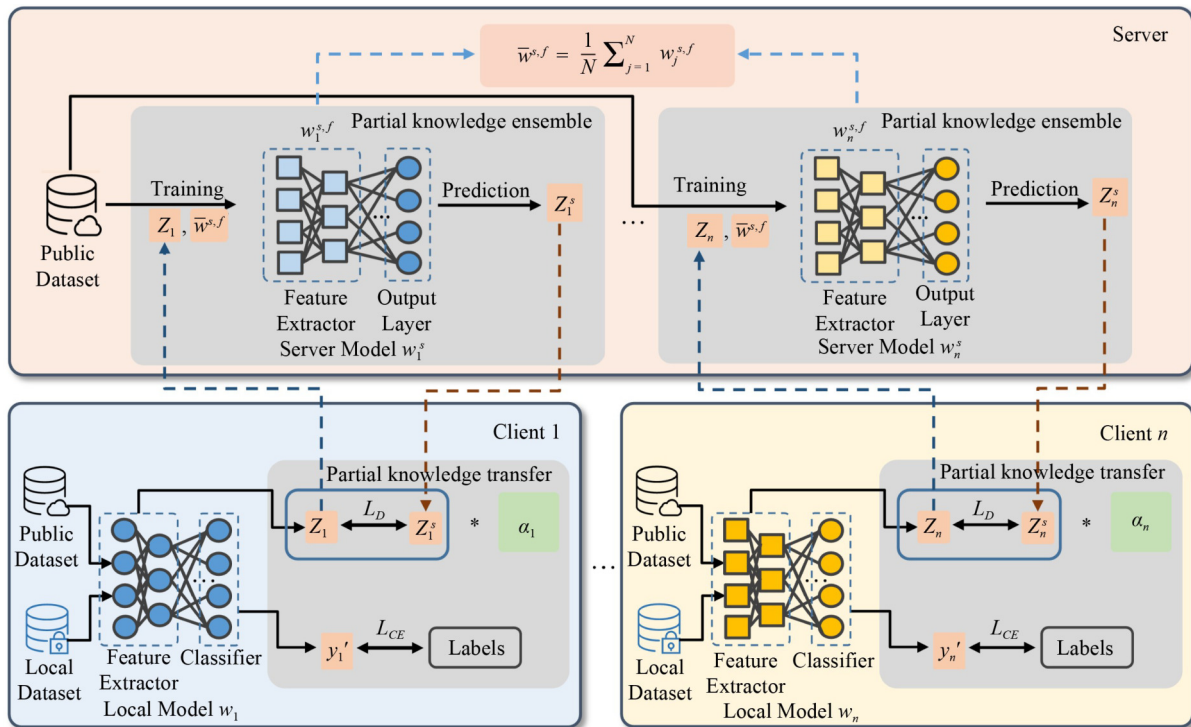 Server
w̄^{s,f} = 1/N ∑_{j=1}^{N} w_j^{s,f}
Partial knowledge ensemble
w_1^{s,f}
Training
Z_1 , w̄^{s,f}
Prediction
Z_1^s
Public
Dataset
...
Feature
Extractor
Output
Layer
Server Model w_1^s
...
Partial knowledge ensemble
w_n^{s,f}
Training
Z_n , w̄^{s,f}
Prediction
Z_n^s
...
Feature
Extractor
Output
Layer
Server Model w_n^s
Client 1
Partial knowledge transfer
Public
Dataset
Z_1
L_D
Z_1^s
*
α_1
...
Local
Dataset
Feature
Extractor
Classifier
Local Model w_1
y_1′
L_{CE}
Labels
...
Client n
Partial knowledge transfer
Public
Dataset
Z_n
L_D
Z_n^s
*
α_n
...
Local
Dataset
Feature
Extractor
Classifier
Local Model w_n
y_n′
L_{CE}
Labels